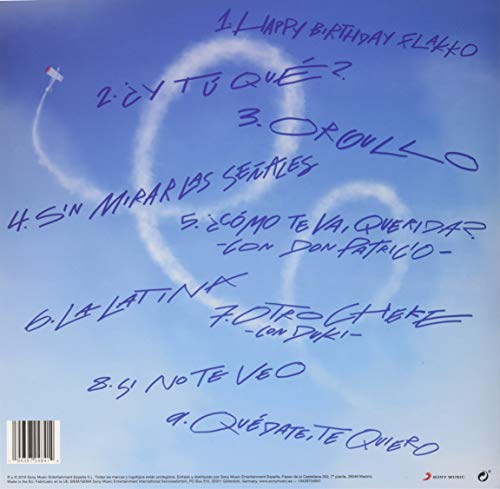 1. HAPPY BIRTHDAY FLAKKO
2. ¿Y TÚ QUÉ?
3. ORGULLO
4. SIN MIRAR LAS SEÑALES
5. ¿CÓMO TE VA, QUERIDA?
-CON DON PATRICIO-
6. LA LATINA
7. OTRO CHEKE
-CON DUKI-
8. SI NO TE VEO
9. QUÉDATE, TE QUIERO
SONY MUSIC